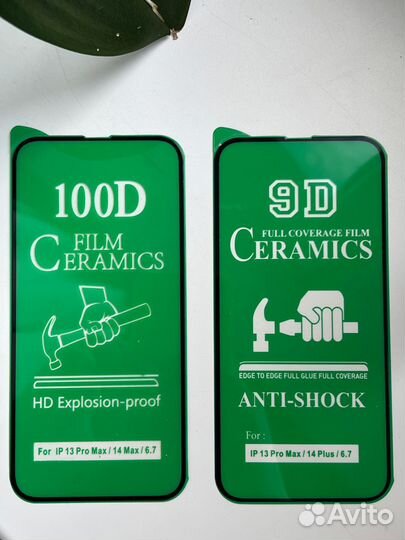 100D
FILM
CERAMICS
HD Explosion-proof
For IP 13 Pro Max / 14 Max / 6.7
9D
FULL COVERAGE FILM
CERAMICS
EDGE TO EDGE FULL GLUE FULL COVERAGE
ANTI-SHOCK
For :
IP 13 Pro Max / 14 Plus / 6.7
Avito